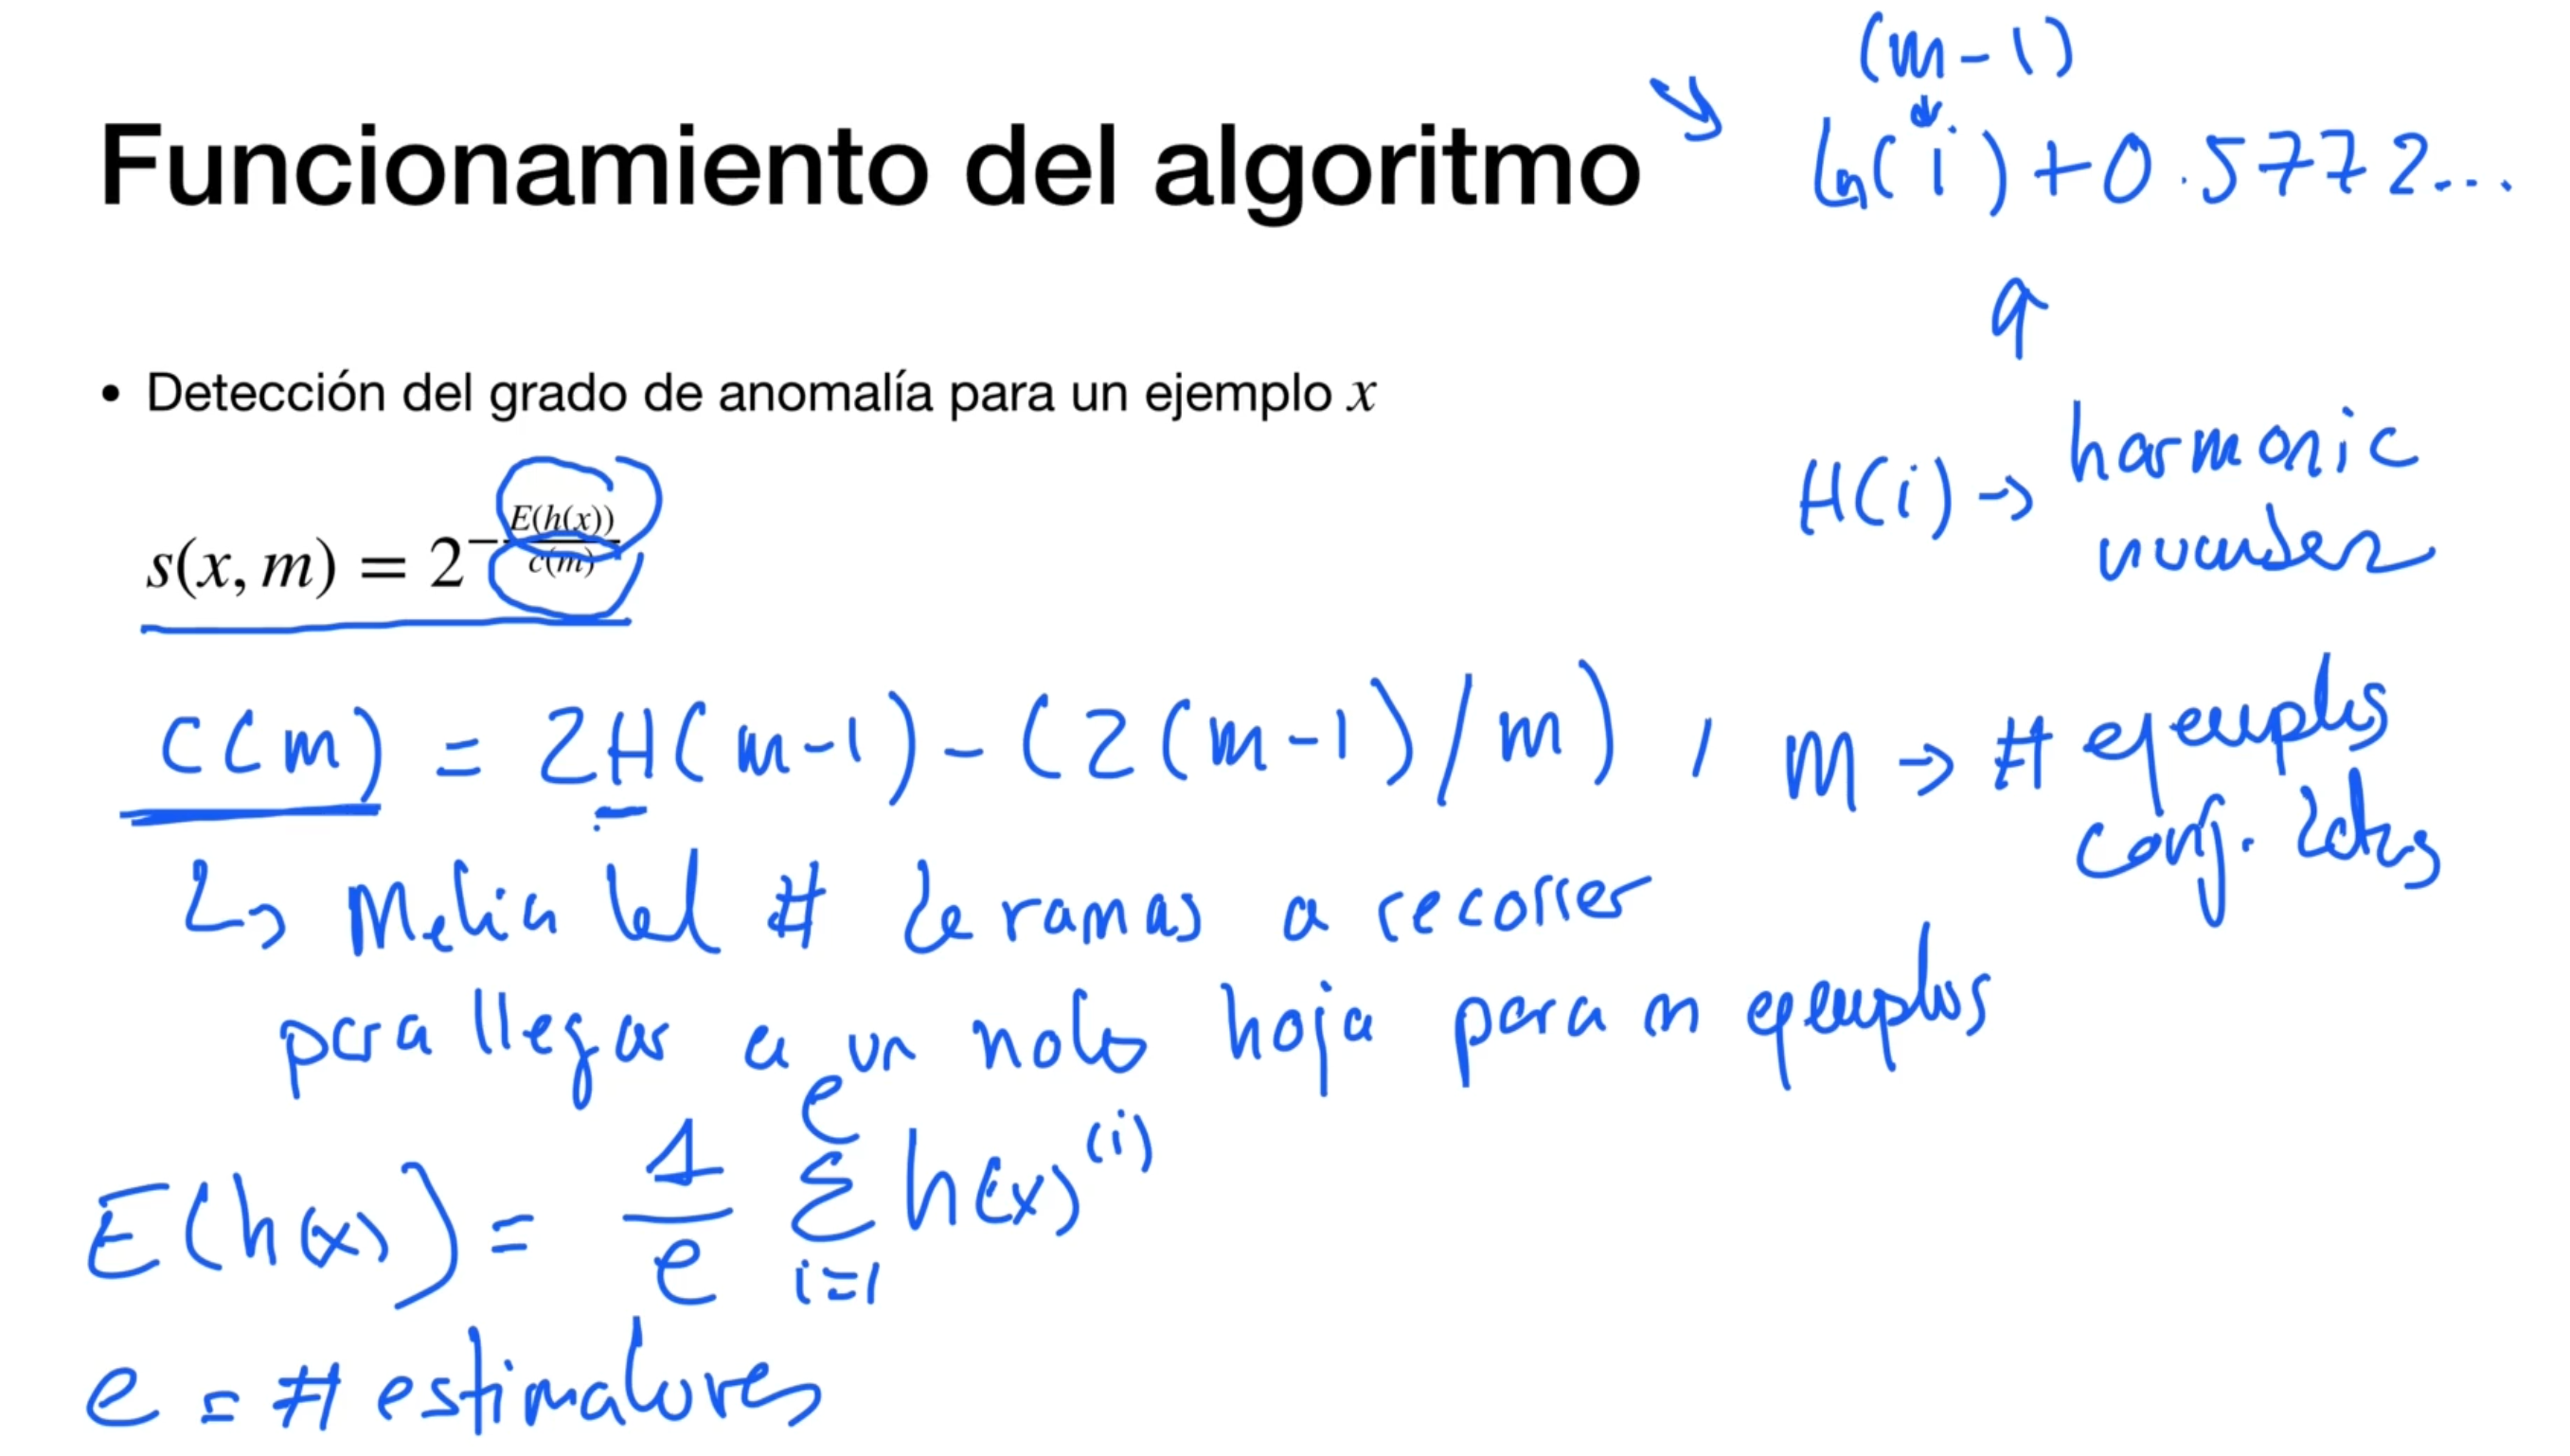 (m-1)
Funcionamiento del algoritmo
ln(i)+0.5772...
• Detección del grado de anomalía para un ejemplo x
H(i) → harmonic
number
s(x, m) = 2^{-\frac{E(h(x))}{c(m)}}
C(m) = 2H(m-1) - (2(m-1)/m) , m → # ejemplos
conj. datos
↳ Media del # de ramas a recorrer
para llegar a un nodo hoja para m ejemplos
E(h(x)) = \frac{1}{e} \sum_{i=1}^{e} h(x)^{(i)}
e = # estimadores